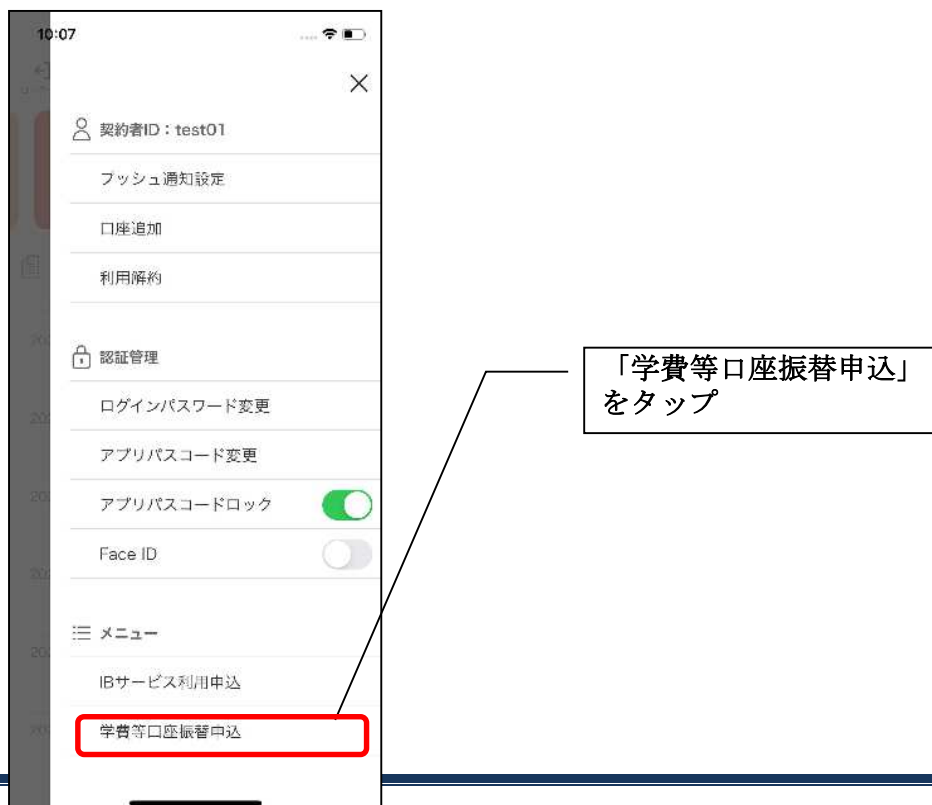 10:07
契約者ID：test01
プッシュ通知設定
口座追加
利用解約
認証管理
ログインパスワード変更
アプリパスコード変更
アプリパスコードロック
Face ID
メニュー
IBサービス利用申込
学費等口座振替申込
「学費等口座振替申込」
をタップ